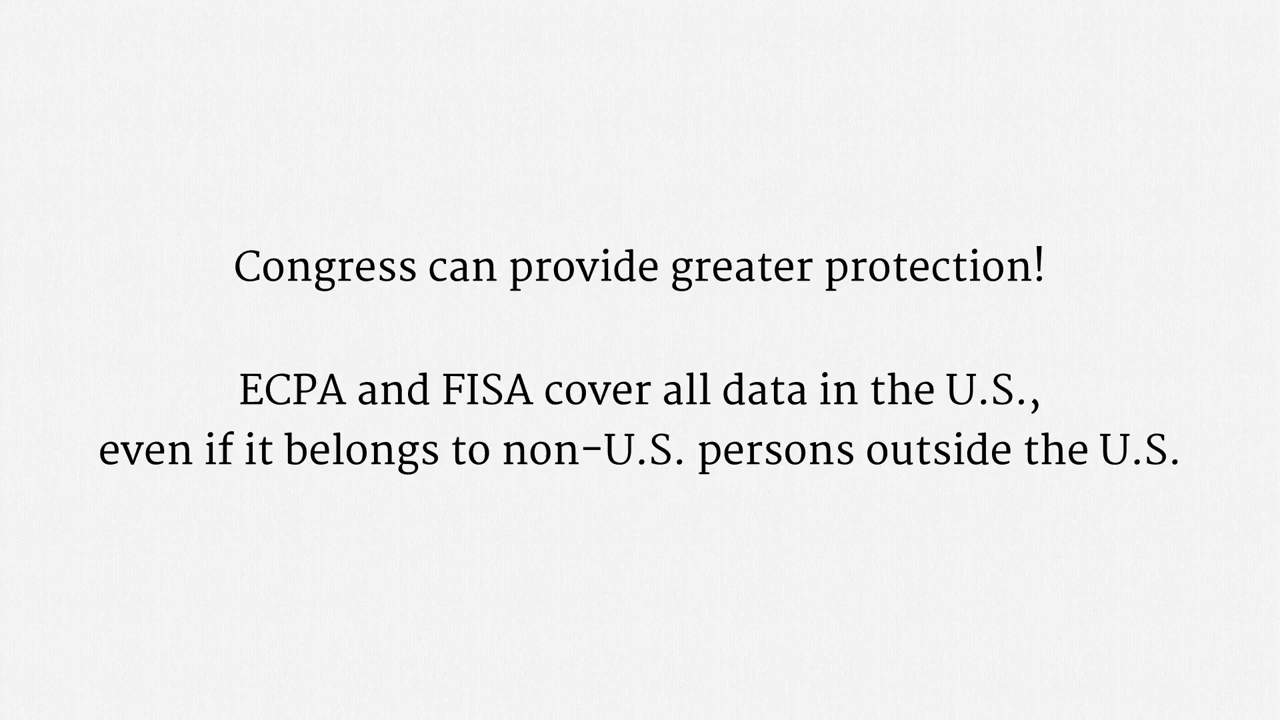 Congress can provide greater protection!
ECPA and FISA cover all data in the U.S.,
even if it belongs to non-U.S. persons outside the U.S.